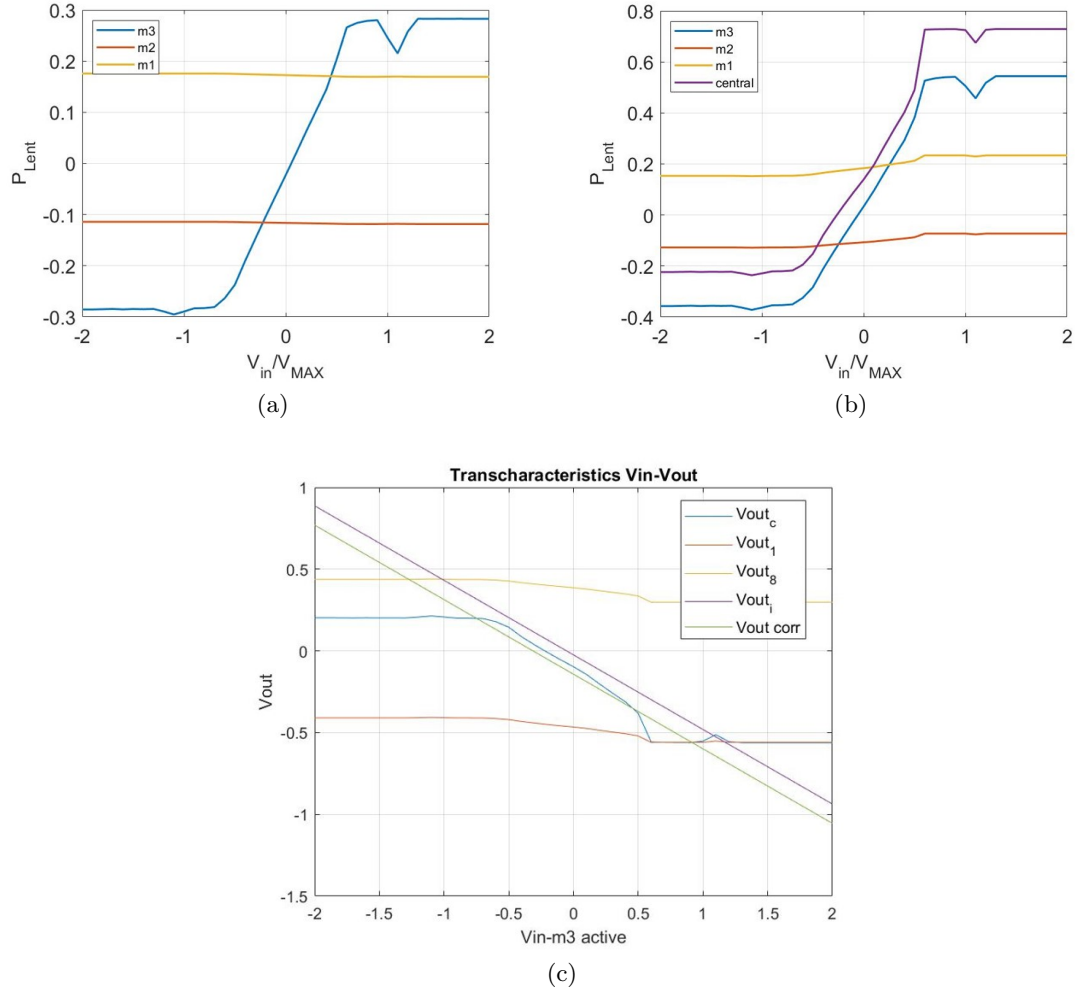 0.3
0.2
0.1
0
-0.1
-0.2
-0.3
P_Lent
m3
m2
m1
-2 -1 0 1 2
V_in/V_MAX
(a)
0.8
0.6
0.4
0.2
0
-0.2
-0.4
P_Lent
m3
m2
m1
central
-2 -1 0 1 2
V_in/V_MAX
(b)
Transcharacteristics Vin-Vout
1
0.5
0
-0.5
-1
-1.5
Vout
Vout_c
Vout_1
Vout_8
Vout_i
Vout corr
-2 -1.5 -1 -0.5 0 0.5 1 1.5 2
Vin-m3 active
(c)